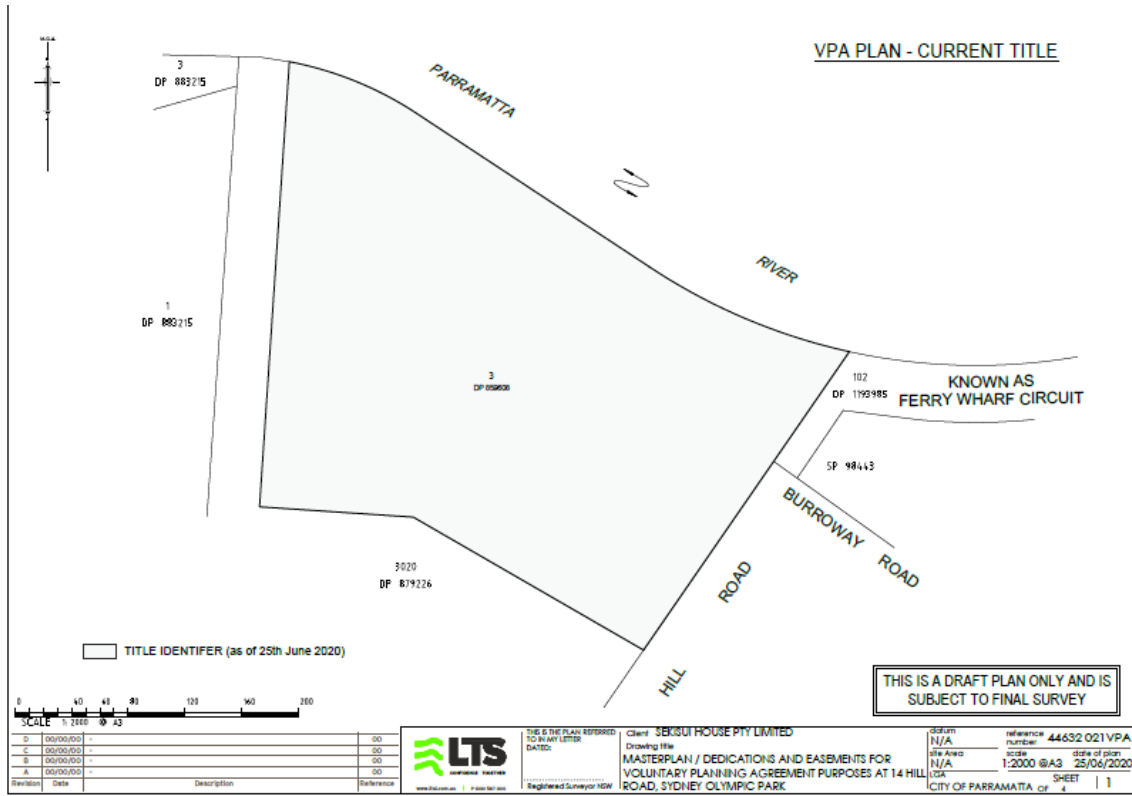 VPA PLAN - CURRENT TITLE
M.G.A.
3
DP 883215
PARRAMATTA
RIVER
1
DP 883215
3
DP 859608
102
DP 1193985
KNOWN AS
FERRY WHARF CIRCUIT
SP 98443
BURROWAY
ROAD
3020
DP 879226
ROAD
HILL
TITLE IDENTIFER (as of 25th June 2020)
THIS IS A DRAFT PLAN ONLY AND IS
SUBJECT TO FINAL SURVEY
0 40 60 80 120 160 200
SCALE 1:2000 @ A3
D 00/00/00 - 00
C 00/00/00 - 00
B 00/00/00 - 00
A 00/00/00 - 00
Revision Date Description Reference
LTS
CONFIDENCE TOGETHER
THIS IS THE PLAN REFERRED
TO IN MY LETTER
DATED:
Registered Surveyor NSW
Client SEKISUI HOUSE PTY LIMITED
Drawing title
MASTERPLAN / DEDICATIONS AND EASEMENTS FOR
VOLUNTARY PLANNING AGREEMENT PURPOSES AT 14 HILL
ROAD, SYDNEY OLYMPIC PARK
datum
N/A
reference
number 44632 021VPA
site Area
N/A
scale
1:2000 @A3
date of plan
25/06/2020
LGA
CITY OF PARRAMATTA
SHEET
OF 4 1